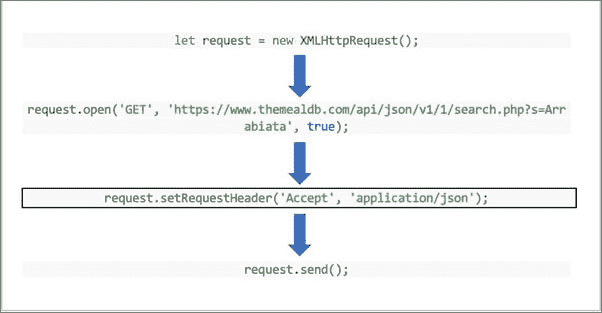 let request = new XMLHttpRequest();
request.open('GET', 'https://www.themealdb.com/api/json/v1/1/search.php?s=Arr
abiata', true);
request.setRequestHeader('Accept', 'application/json');
request.send();